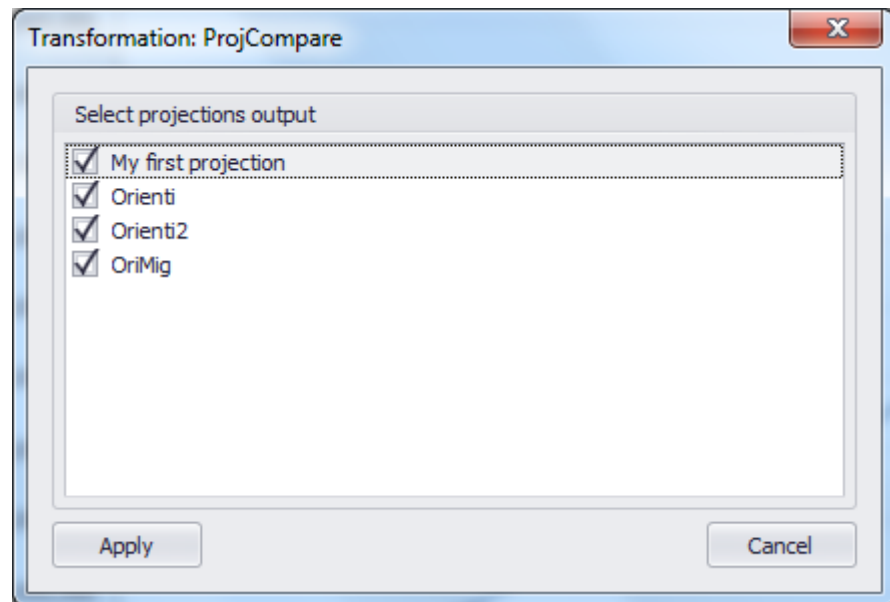 Transformation: ProjCompare
Select projections output
My first projection
Orienti
Orienti2
OriMig
Apply
Cancel